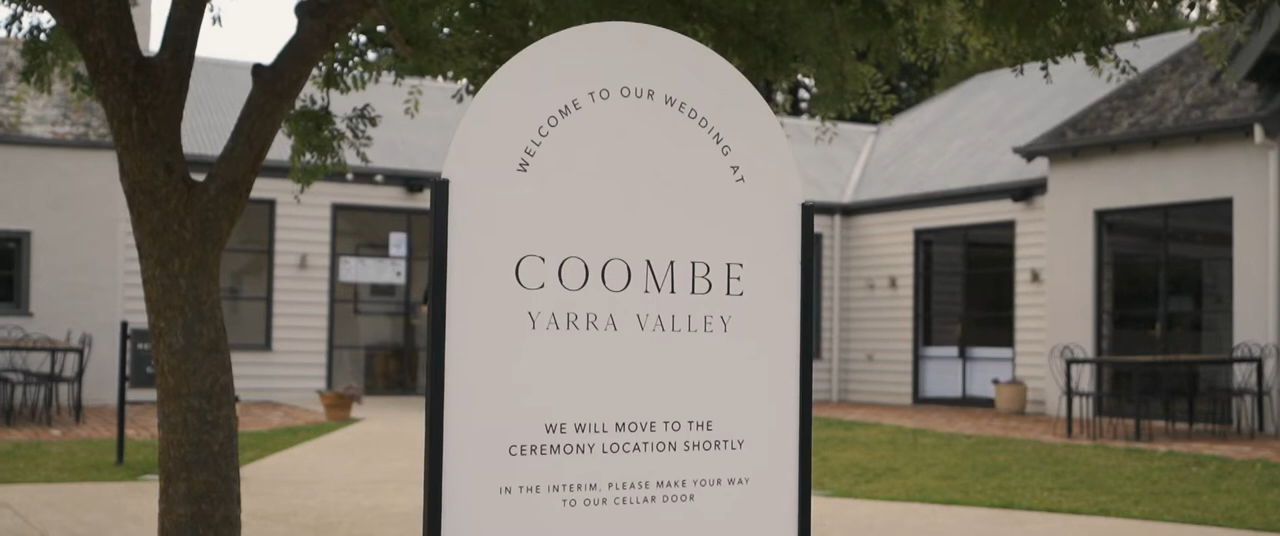 WELCOME TO OUR WEDDING AT
COOMBE
YARRA VALLEY
WE WILL MOVE TO THE
CEREMONY LOCATION SHORTLY
IN THE INTERIM, PLEASE MAKE YOUR WAY
TO OUR CELLAR DOOR